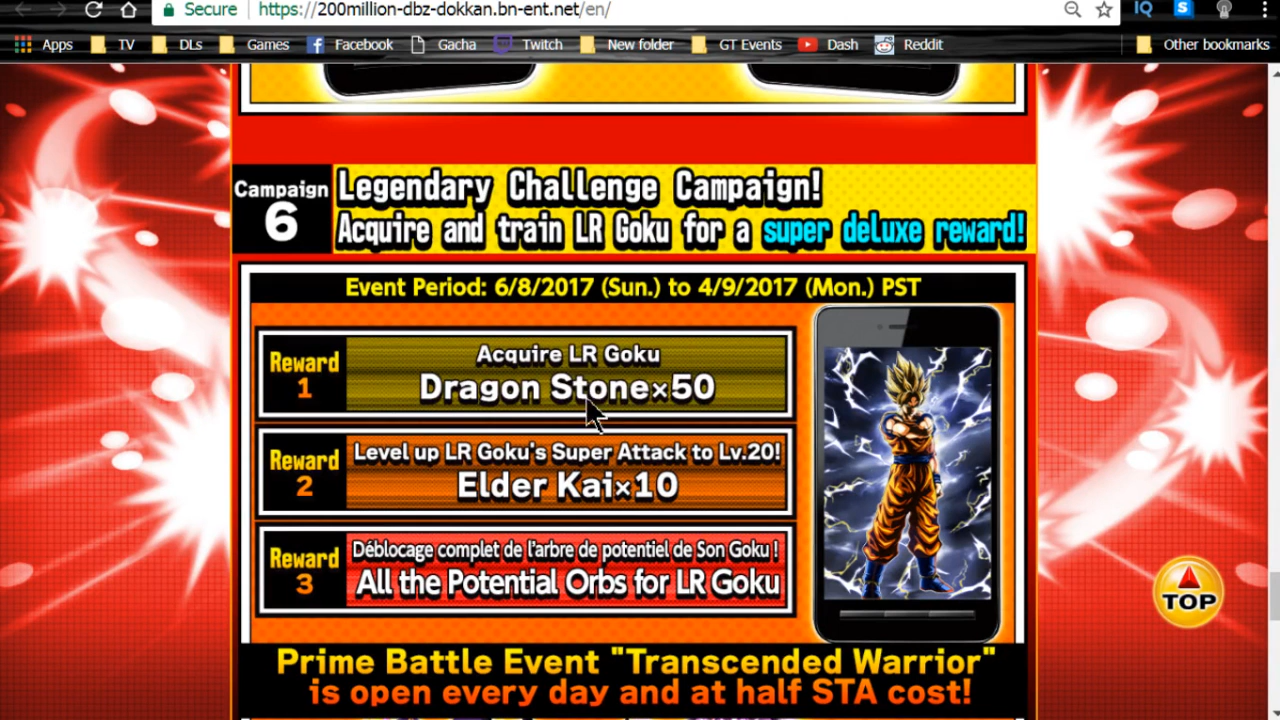 Secure https://200million-dbz-dokkan.bn-ent.net/en/
IQ S
Apps TV DLs Games Facebook Gacha Twitch New folder GT Events Dash Reddit Other bookmarks
Campaign 6
Legendary Challenge Campaign!
Acquire and train LR Goku for a super deluxe reward!
Event Period: 6/8/2017 (Sun.) to 4/9/2017 (Mon.) PST
Reward 1
Acquire LR Goku
Dragon Stone×50
Reward 2
Level up LR Goku's Super Attack to Lv.20!
Elder Kai×10
Reward 3
Déblocage complet de l'arbre de potentiel de Son Goku !
All the Potential Orbs for LR Goku
TOP
Prime Battle Event "Transcended Warrior"
is open every day and at half STA cost!